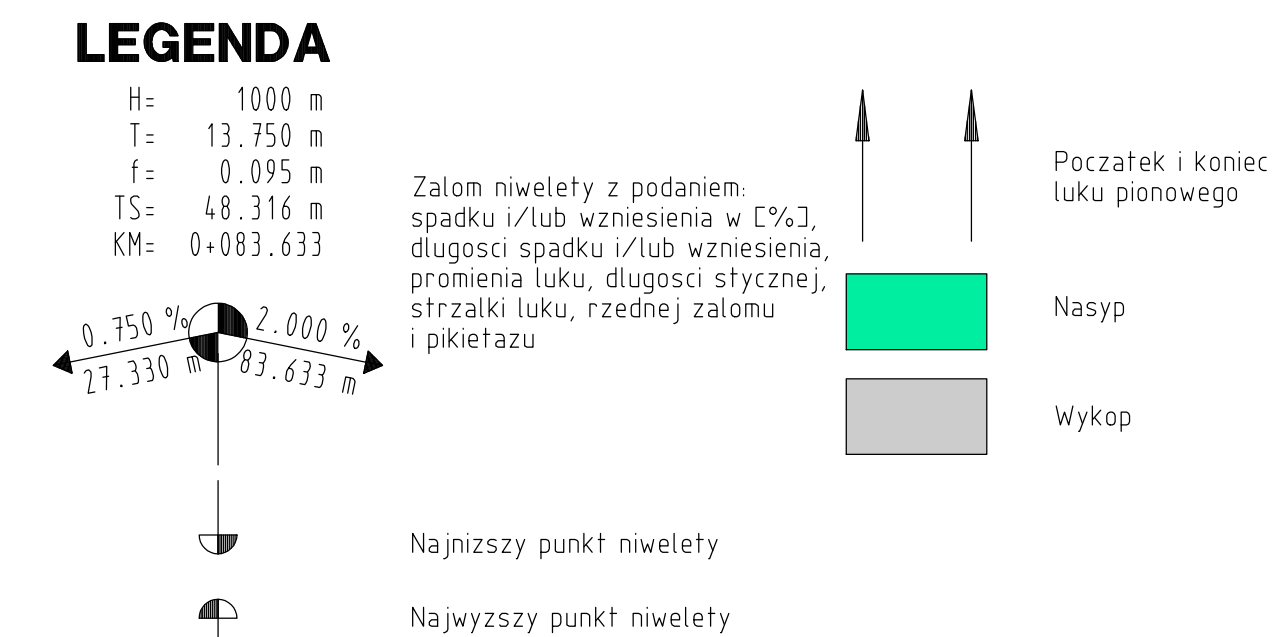 LEGENDA
H= 1000 m
T= 13.750 m
f= 0.095 m
TS= 48.316 m
KM= 0+083.633
0.750 %
2.000 %
27.330 m
83.633 m
Zalom niwelety z podaniem:
spadku i/lub wzniesienia w [%],
dlugosci spadku i/lub wzniesienia,
promienia luku, dlugosci stycznej,
strzalki luku, rzednej zalomu
i pikietazu
Najnizszy punkt niwelety
Najwyzszy punkt niwelety
Poczatek i koniec
luku pionowego
Nasyp
Wykop